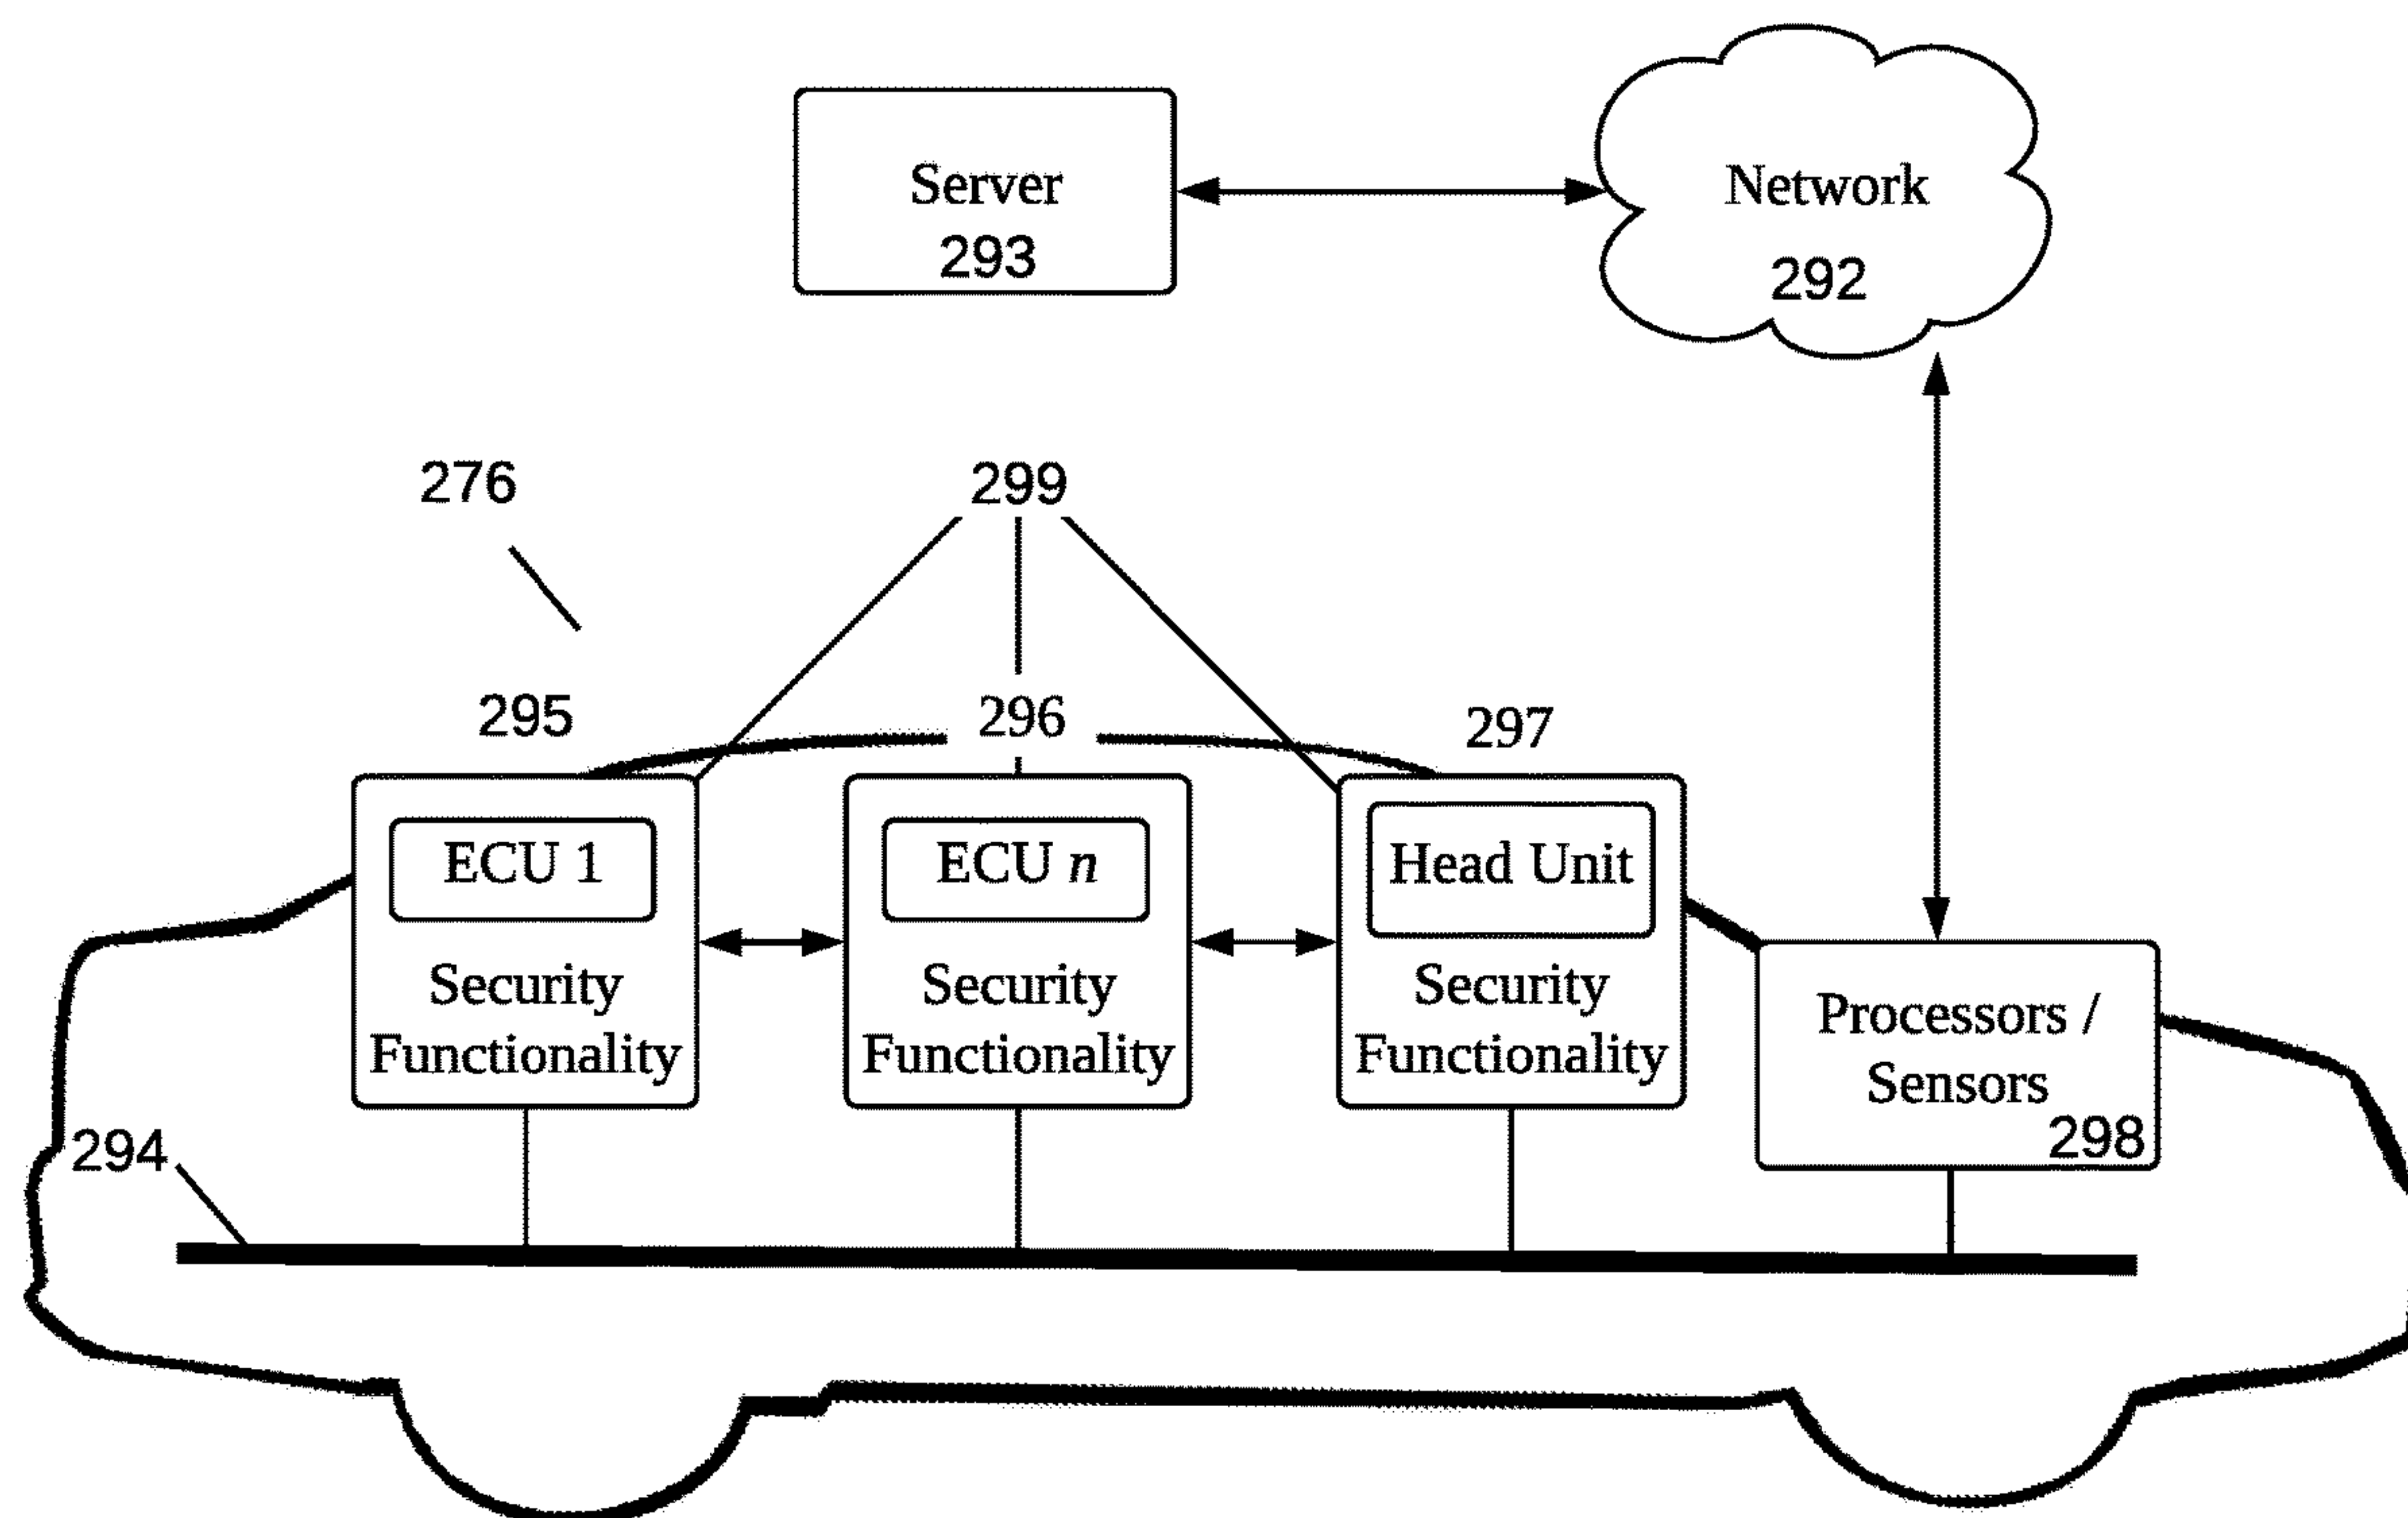 Server
293
Network
292
276
299
295
296
297
ECU 1
Security
Functionality
ECU n
Security
Functionality
Head Unit
Security
Functionality
Processors /
Sensors
298
294